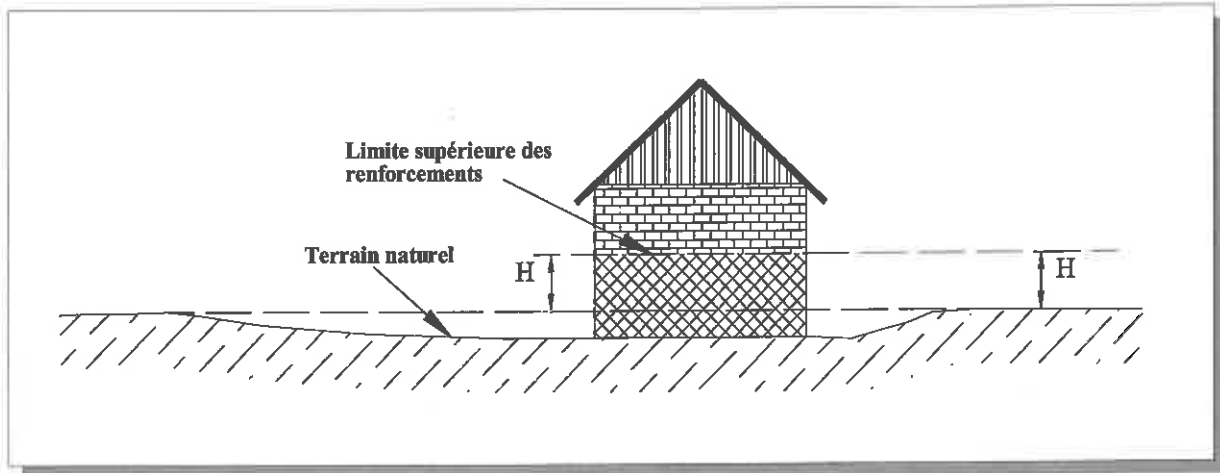 Limite supérieure des
renforcements
Terrain naturel
H
H